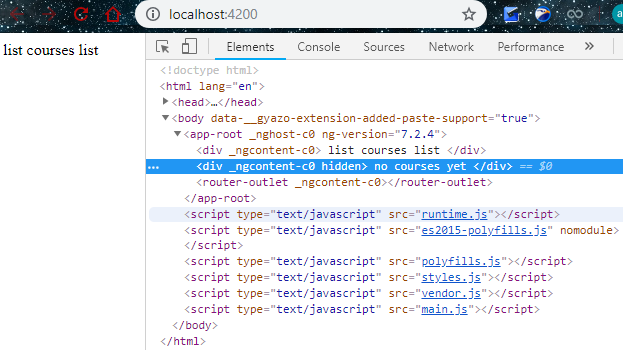 localhost:4200
list courses list
Elements Console Sources Network Performance »
<!doctype html>
<html lang="en">
<head>…</head>
<body data-__gyazo-extension-added-paste-support="true">
<app-root _nghost-c0 ng-version="7.2.4">
<div _ngcontent-c0> list courses list </div>
… <div _ngcontent-c0 hidden> no courses yet </div> == $0
<router-outlet _ngcontent-c0></router-outlet>
</app-root>
<script type="text/javascript" src="runtime.js"></script>
<script type="text/javascript" src="es2015-polyfills.js" nomodule>
</script>
<script type="text/javascript" src="polyfills.js"></script>
<script type="text/javascript" src="styles.js"></script>
<script type="text/javascript" src="vendor.js"></script>
<script type="text/javascript" src="main.js"></script>
</body>
</html>